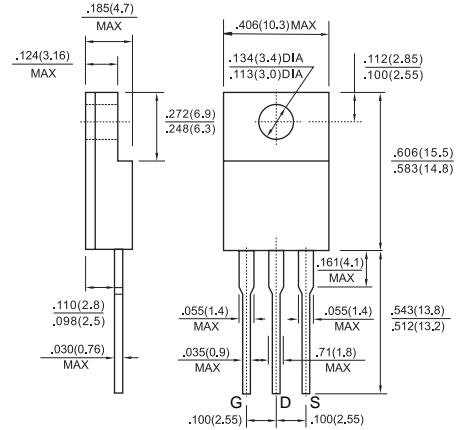 .185(4.7)
MAX
.406(10.3)MAX
.124(3.16)
MAX
.134(3.4)DIA
.113(3.0)DIA
.112(2.85)
.100(2.55)
.272(6.9)
.248(6.3)
.606(15.5)
.583(14.8)
.161(4.1)
MAX
.110(2.8)
.098(2.5)
.055(1.4)
MAX
.055(1.4)
MAX
.543(13.8)
.512(13.2)
.030(0.76)
MAX
.035(0.9)
MAX
.71(1.8)
MAX
G
D
S
.100(2.55)
.100(2.55)